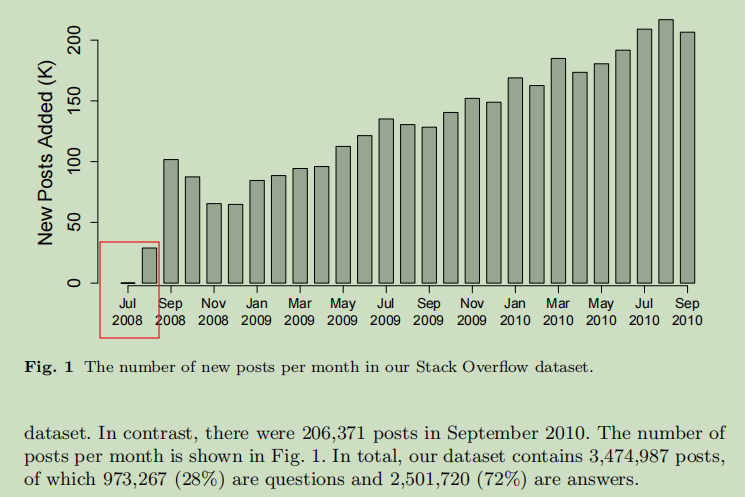 New Posts Added (K)
200
150
100
50
0
Jul Sep Nov Jan Mar May Jul Sep Nov Jan Mar May Jul Sep
2008 2008 2008 2009 2009 2009 2009 2009 2009 2010 2010 2010 2010 2010
Fig. 1 The number of new posts per month in our Stack Overflow dataset.
dataset. In contrast, there were 206,371 posts in September 2010. The number of
posts per month is shown in Fig. 1. In total, our dataset contains 3,474,987 posts,
of which 973,267 (28%) are questions and 2,501,720 (72%) are answers.